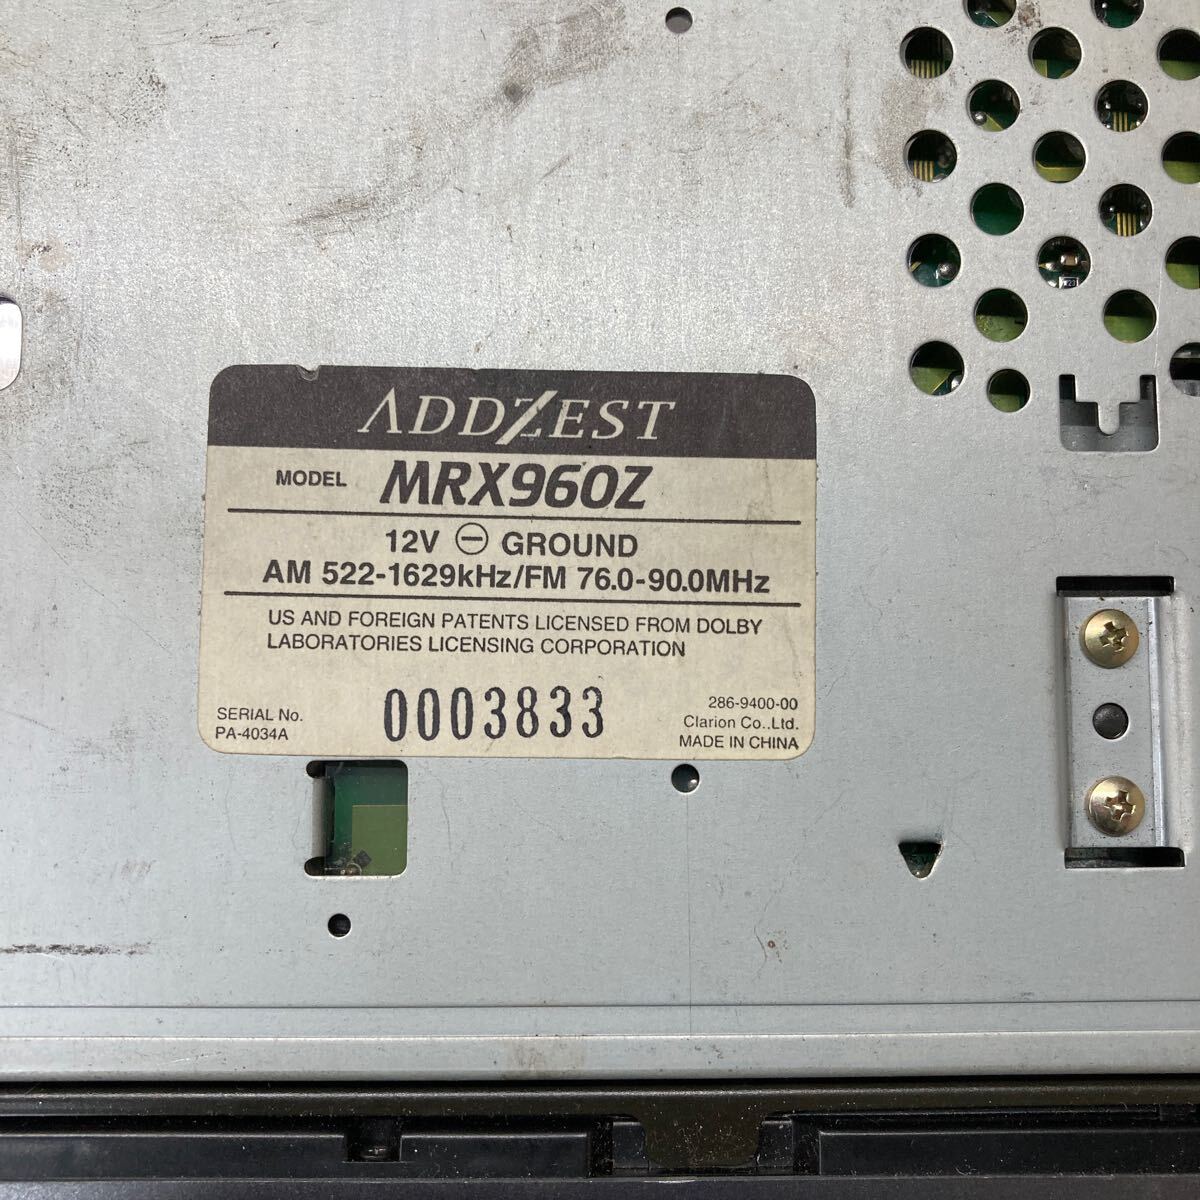 ADDZEST
MODEL MRX960Z
12V ⊖ GROUND
AM 522-1629kHz/FM 76.0-90.0MHz
US AND FOREIGN PATENTS LICENSED FROM DOLBY
LABORATORIES LICENSING CORPORATION
SERIAL No.
PA-4034A
0003833
286-9400-00
Clarion Co.,Ltd.
MADE IN CHINA